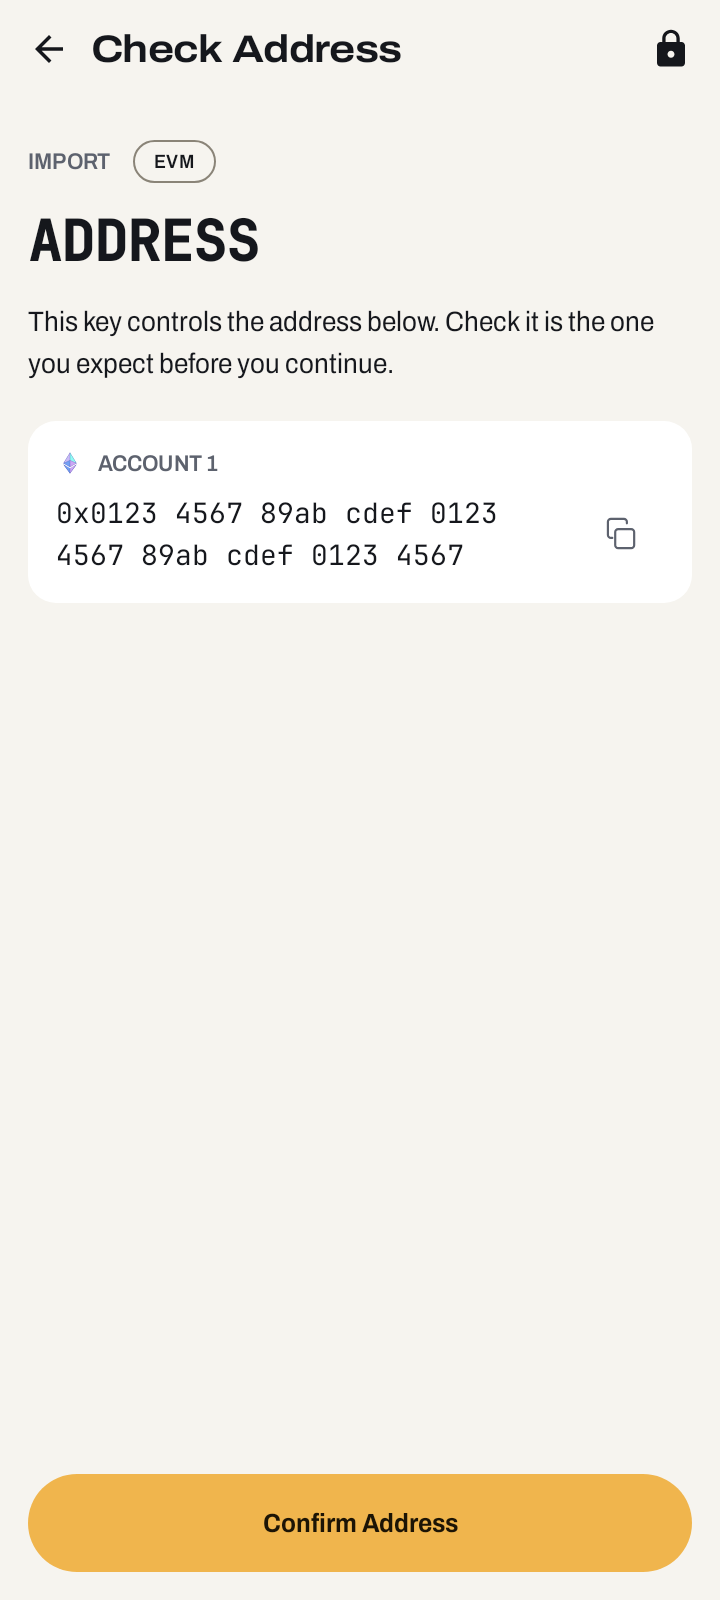 Check Address
IMPORT EVM
ADDRESS
This key controls the address below. Check it is the one
you expect before you continue.
ACCOUNT 1
0x0123 4567 89ab cdef 0123
4567 89ab cdef 0123 4567
Confirm Address